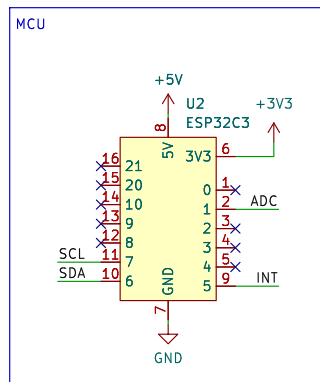 MCU
+5V
U2
ESP32C3
+3V3
8
5V
16 21
3V3 6
15 20
0 1
14 10
1 2 ADC
13 9
2 3
12 8
3 4
SCL 11 7
4 5
SDA 10 6
5 9 INT
GND
7
GND